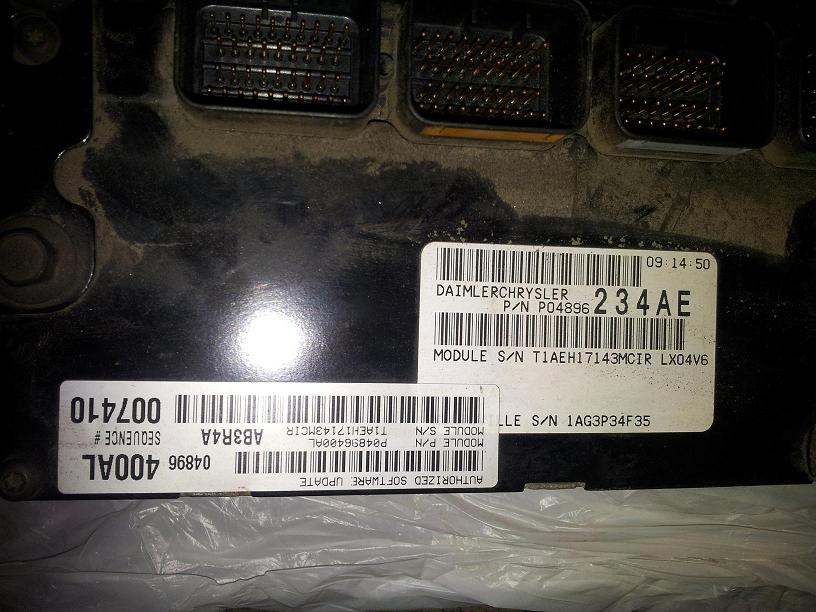 09:14:50
DAIMLERCHRYSLER
P/N P04896 234AE
MODULE S/N T1AEH17143MCIR LX04V6
LLE S/N 1AG3P34F35
AUTHORIZED SOFTWARE UPDATE
04896 400AL
MODULE P/N P04896400AL
MODULE S/N T1AEH17143MCIR
AB3R4A
SEQUENCE # 007410